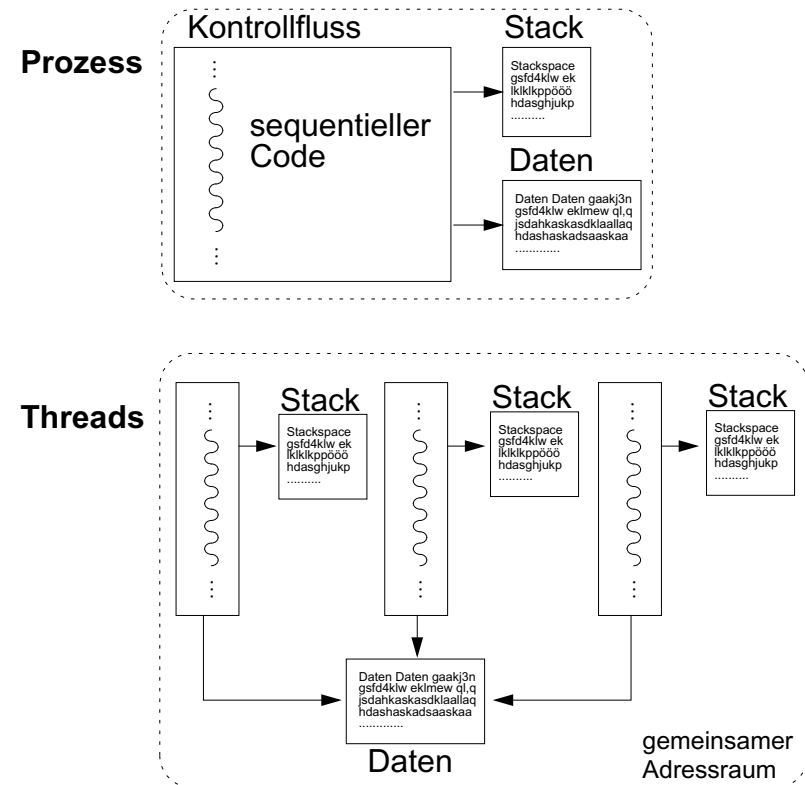 Kontrollfluss
Stack
Prozess
...
sequentieller
Code
...
Stackspace
gsfd4klw ek
lklklkppööö
hdasghjukp
..........
Daten
Daten Daten gaakj3n
gsfd4klw eklmew ql,q
jsdahkaskasdklaallaq
hdashaskadsaaskaa
.............
Threads
...
...
Stack
Stackspace
gsfd4klw ek
lklklkppööö
hdasghjukp
..........
...
...
Stack
Stackspace
gsfd4klw ek
lklklkppööö
hdasghjukp
..........
...
...
Stack
Stackspace
gsfd4klw ek
lklklkppööö
hdasghjukp
..........
Daten Daten gaakj3n
gsfd4klw eklmew ql,q
jsdahkaskasdklaallaq
hdashaskadsaaskaa
.............
Daten
gemeinsamer
Adressraum